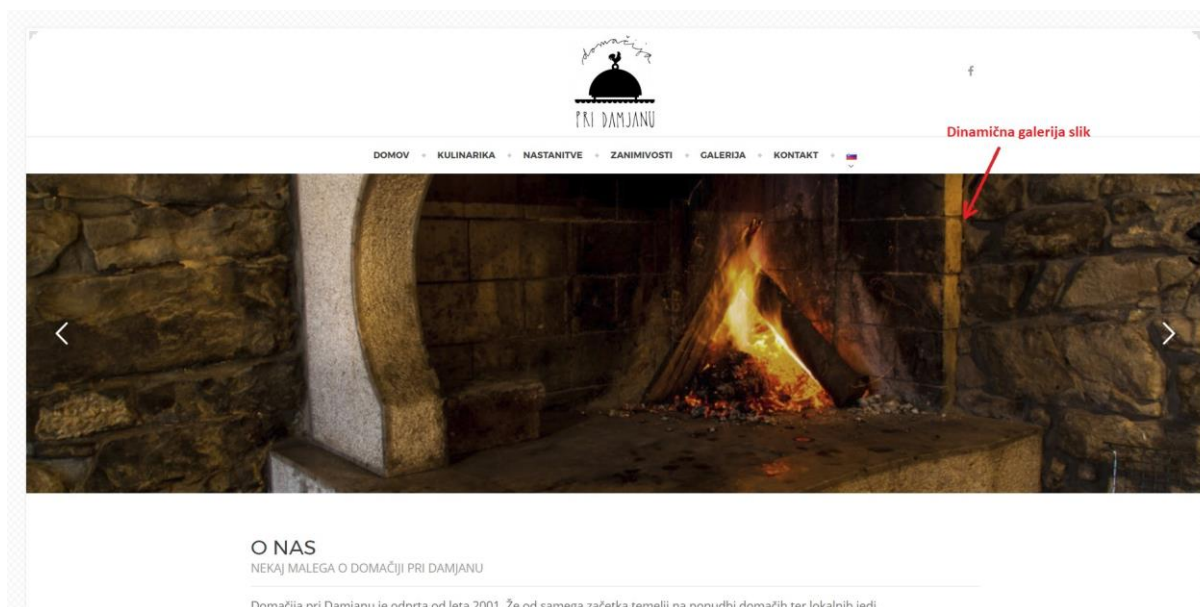 domačija
PRI DAMJANU
f
Dinamična galerija slik
DOMOV KULINARIKA NASTANITVE ZANIMIVOSTI GALERIJA KONTAKT
O NAS
NEKAJ MALEGA O DOMAČIJI PRI DAMJANU
Domačija pri Damjanu je odprta od leta 2001. Že od samega začetka temelji na ponudbi domačih ter lokalnih jedi